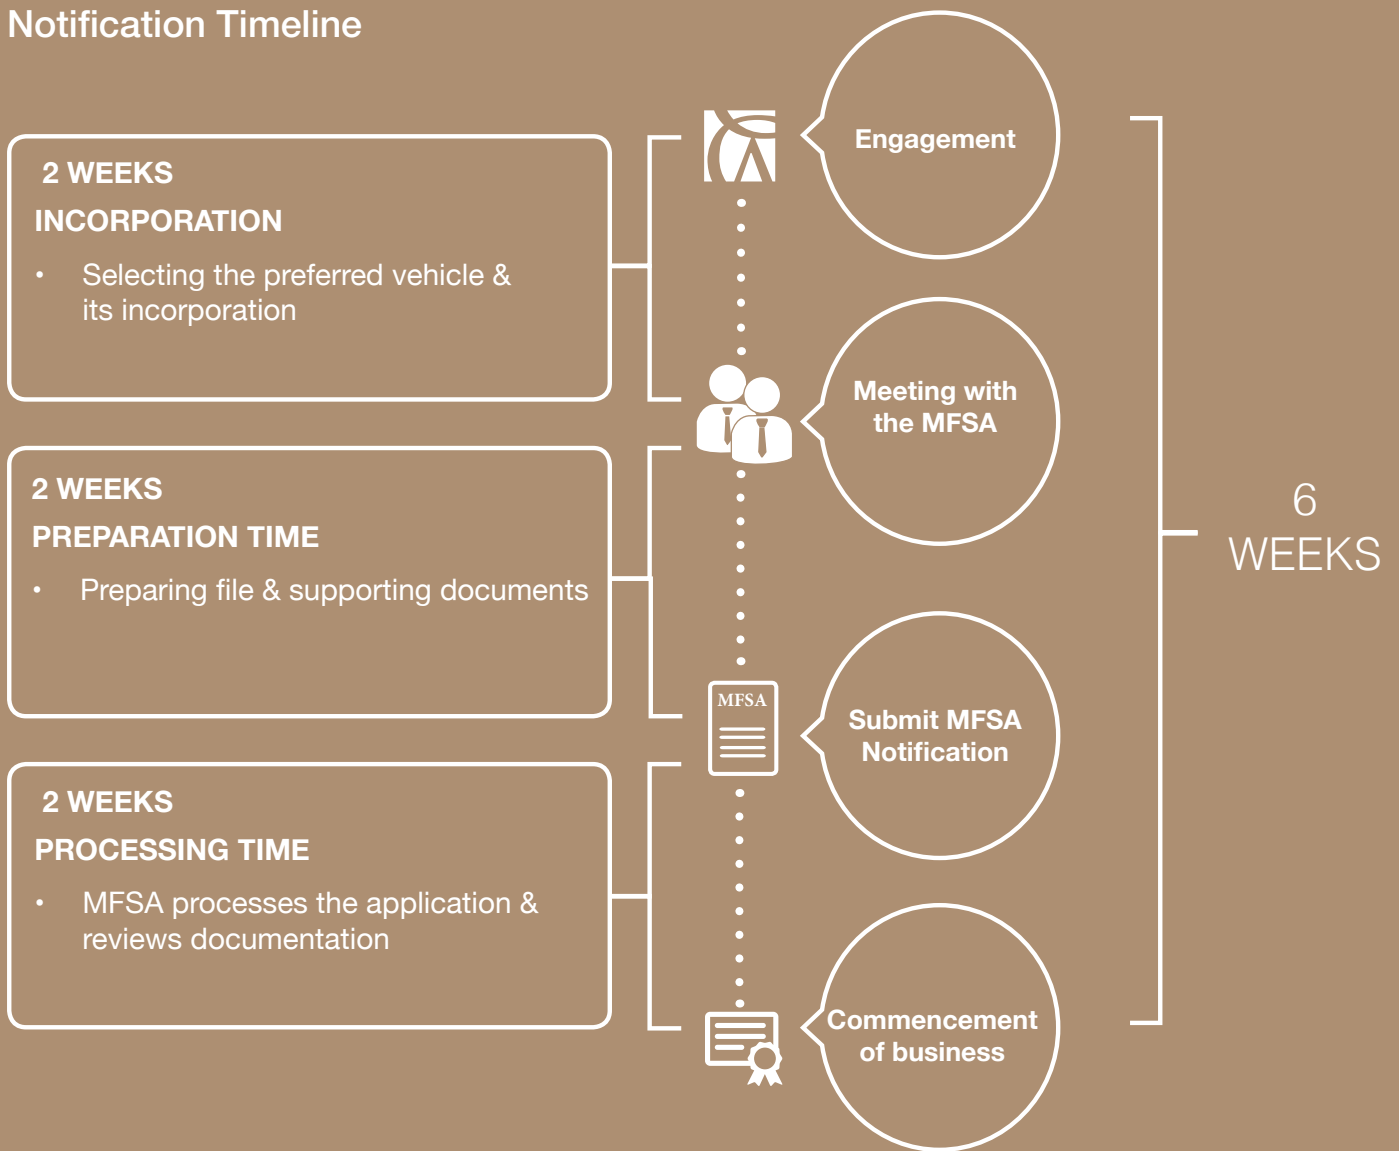 Notification Timeline
2 WEEKS
INCORPORATION
• Selecting the preferred vehicle &
its incorporation
Engagement
Meeting with
the MFSA
2 WEEKS
PREPARATION TIME
• Preparing file & supporting documents
6
WEEKS
MFSA
Submit MFSA
Notification
2 WEEKS
PROCESSING TIME
• MFSA processes the application &
reviews documentation
Commencement
of business